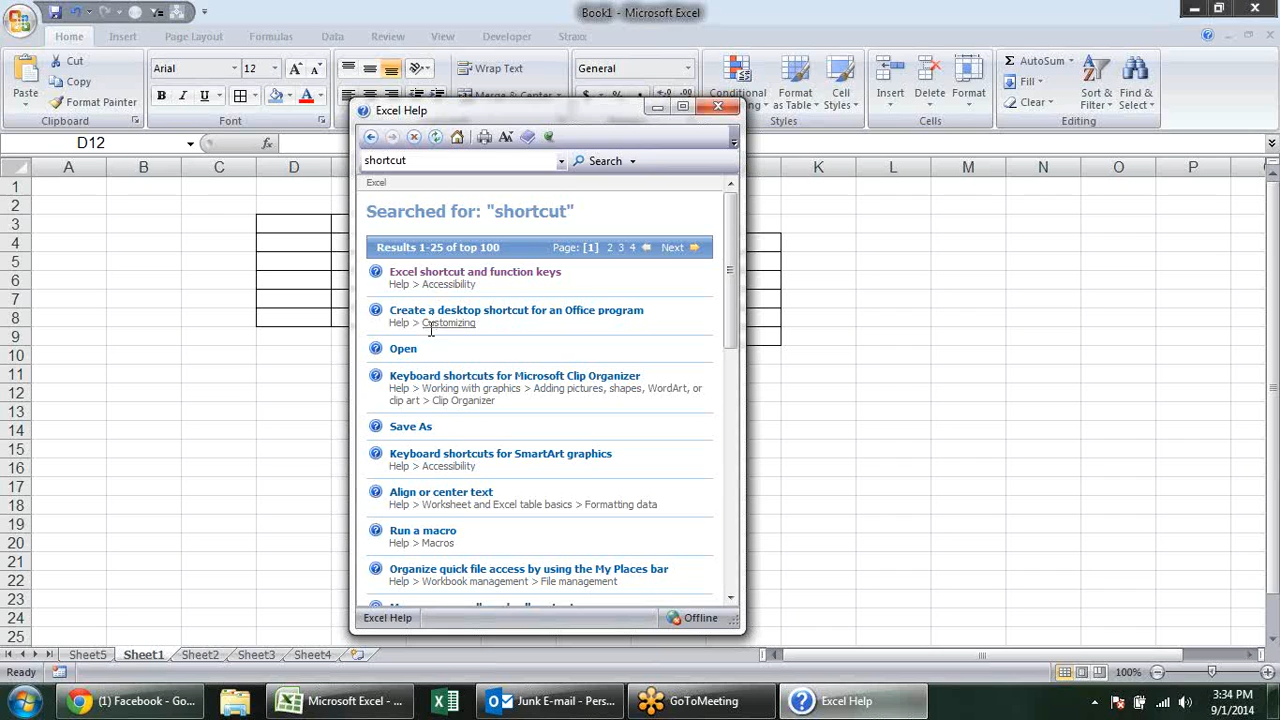 Book1 - Microsoft Excel
Home Insert Page Layout Formulas Data Review View Developer Straxx
Paste Cut Copy Format Painter Clipboard
Arial 12 Font
Wrap Text
General
Conditional Formatting Format as Table Cell Styles Styles
Insert Delete Format Cells
AutoSum Fill Clear Sort & Filter Find & Select Editing
D12 fx
A B C D K L M N O P
1
2
3
4
5
6
7
8
9
10
11
12
13
14
15
16
17
18
19
20
21
22
23
24
25
Excel Help
shortcut Search
Excel
Searched for: "shortcut"
Results 1-25 of top 100 Page: [1] 2 3 4 Next
Excel shortcut and function keys
Help > Accessibility
Create a desktop shortcut for an Office program
Help > Customizing
Open
Keyboard shortcuts for Microsoft Clip Organizer
Help > Working with graphics > Adding pictures, shapes, WordArt, or
clip art > Clip Organizer
Save As
Keyboard shortcuts for SmartArt graphics
Help > Accessibility
Align or center text
Help > Worksheet and Excel table basics > Formatting data
Run a macro
Help > Macros
Organize quick file access by using the My Places bar
Help > Workbook management > File management
Excel Help Offline
Sheet5 Sheet1 Sheet2 Sheet3 Sheet4
Ready 100%
(1) Facebook - Go... Microsoft Excel - ... Junk E-mail - Pers... GoToMeeting Excel Help
3:34 PM
9/1/2014